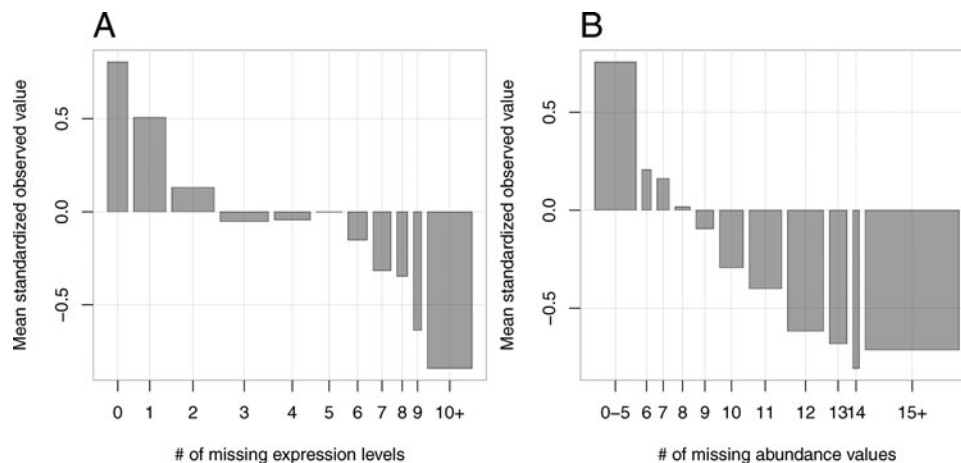 A
Mean standardized observed value
0.5
0.0
−0.5
0 1 2 3 4 5 6 7 8 9 10+
# of missing expression levels
B
Mean standardized observed value
0.5
0.0
−0.5
0−5 6 7 8 9 10 11 12 13 14 15+
# of missing abundance values